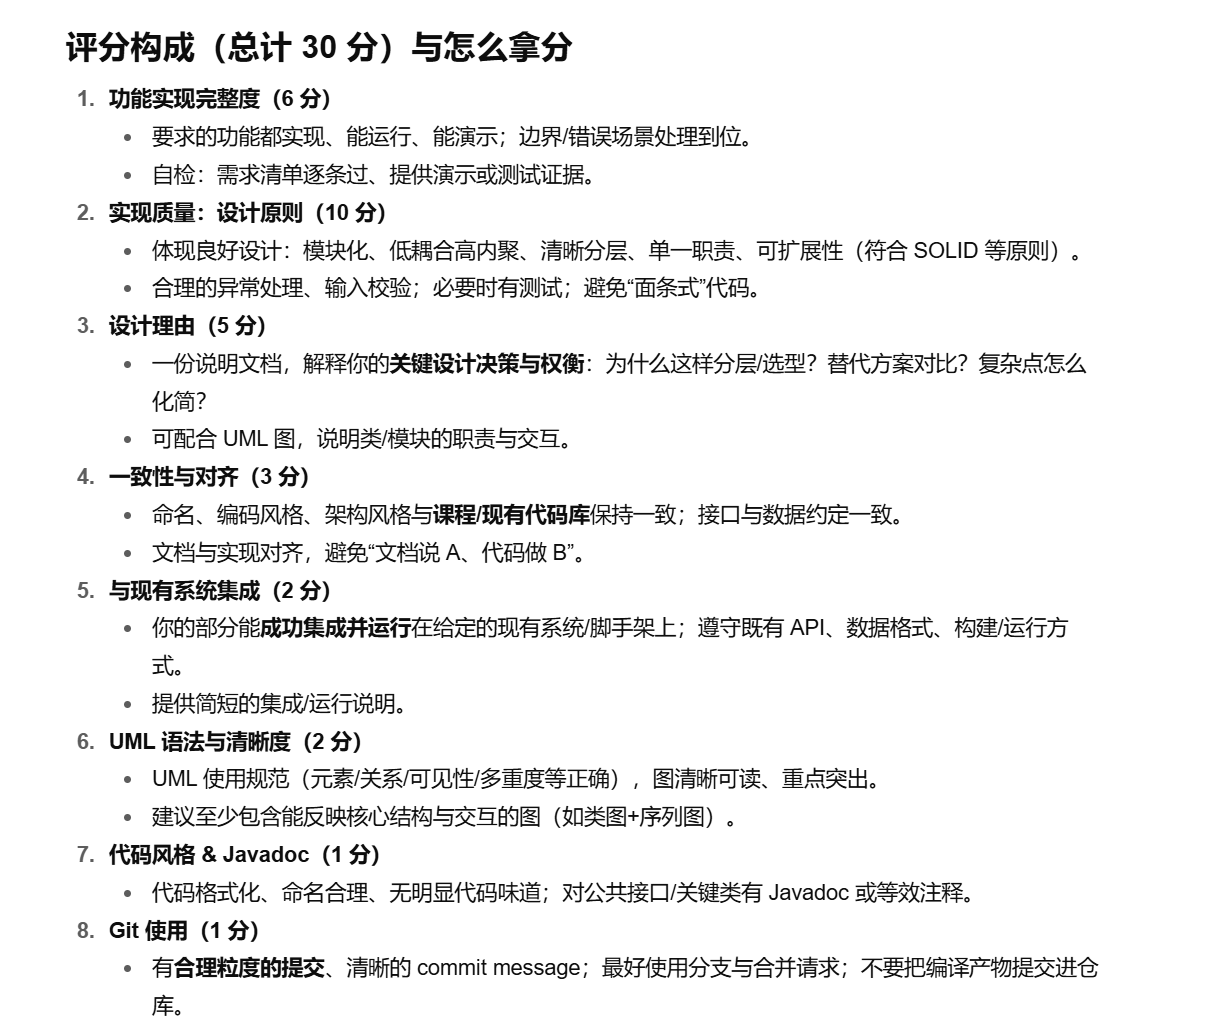 评分构成（总计 30 分）与怎么拿分
1. 功能实现完整度（6 分）
• 要求的功能都实现、能运行、能演示；边界/错误场景处理到位。
• 自检：需求清单逐条过、提供演示或测试证据。
2. 实现质量：设计原则（10 分）
• 体现良好设计：模块化、低耦合高内聚、清晰分层、单一职责、可扩展性（符合 SOLID 等原则）。
• 合理的异常处理、输入校验；必要时有测试；避免“面条式”代码。
3. 设计理由（5 分）
• 一份说明文档，解释你的关键设计决策与权衡：为什么这样分层/选型？替代方案对比？复杂点怎么
化简？
• 可配合 UML 图，说明类/模块的职责与交互。
4. 一致性与对齐（3 分）
• 命名、编码风格、架构风格与课程/现有代码库保持一致；接口与数据约定一致。
• 文档与实现对齐，避免“文档说 A、代码做 B”。
5. 与现有系统集成（2 分）
• 你的部分能成功集成并运行在给定的现有系统/脚手架上；遵守既有 API、数据格式、构建/运行方
式。
• 提供简短的集成/运行说明。
6. UML 语法与清晰度（2 分）
• UML 使用规范（元素/关系/可见性/多重度等正确），图清晰可读、重点突出。
• 建议至少包含能反映核心结构与交互的图（如类图+序列图）。
7. 代码风格 & Javadoc（1 分）
• 代码格式化、命名合理、无明显代码味道；对公共接口/关键类有 Javadoc 或等效注释。
8. Git 使用（1 分）
• 有合理粒度的提交、清晰的 commit message；最好使用分支与合并请求；不要把编译产物提交进仓
库。